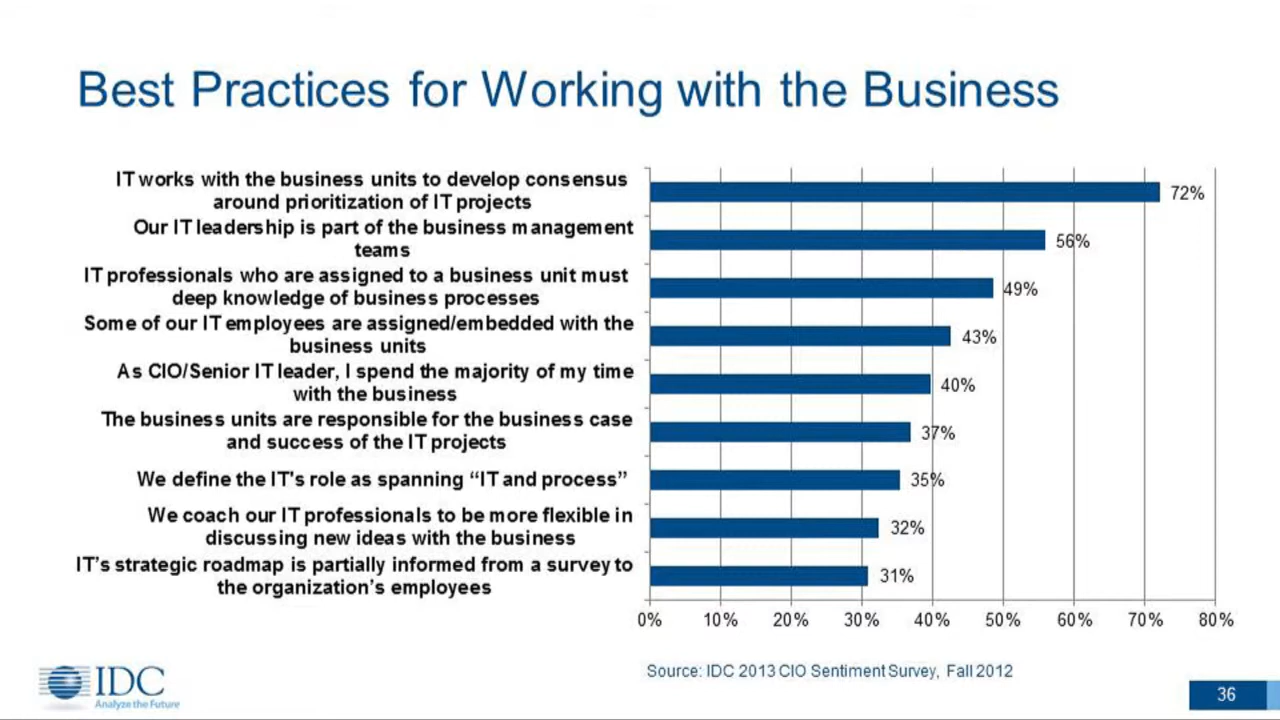 Best Practices for Working with the Business
IT works with the business units to develop consensus
around prioritization of IT projects
72%
Our IT leadership is part of the business management
teams
56%
IT professionals who are assigned to a business unit must
deep knowledge of business processes
49%
Some of our IT employees are assigned/embedded with the
business units
43%
As CIO/Senior IT leader, I spend the majority of my time
with the business
40%
The business units are responsible for the business case
and success of the IT projects
37%
We define the IT's role as spanning “IT and process”
35%
We coach our IT professionals to be more flexible in
discussing new ideas with the business
32%
IT’s strategic roadmap is partially informed from a survey to
the organization’s employees
31%
0% 10% 20% 30% 40% 50% 60% 70% 80%
Source: IDC 2013 CIO Sentiment Survey, Fall 2012
IDC
Analyze the Future
36